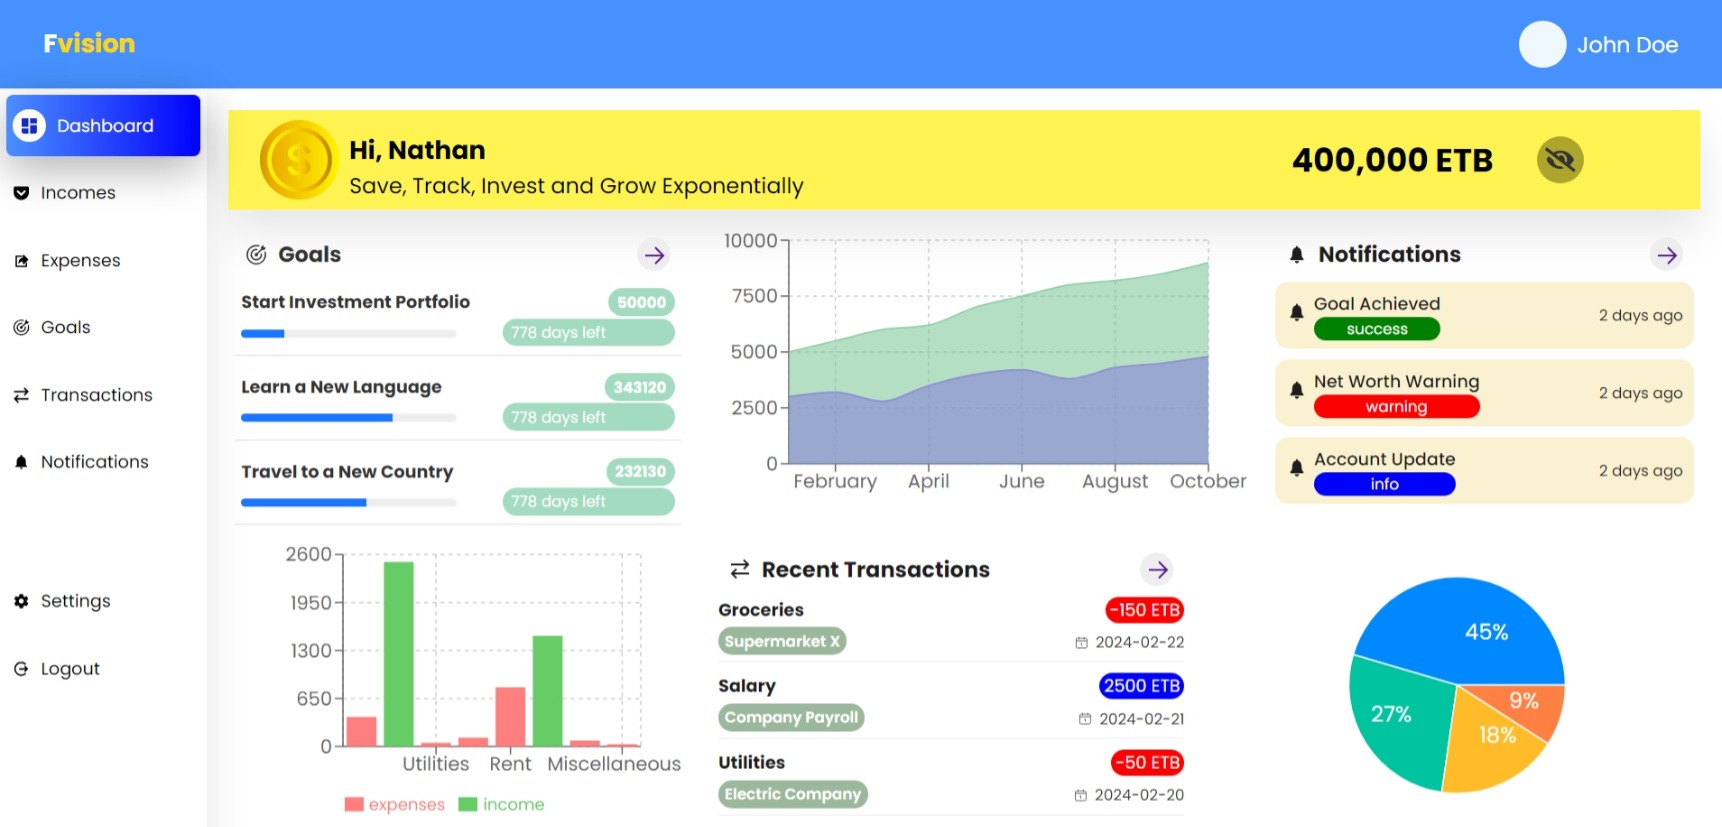 Fvision
John Doe
Dashboard
Incomes
Expenses
Goals
Transactions
Notifications
Settings
Logout
$
Hi, Nathan
Save, Track, Invest and Grow Exponentially
400,000 ETB
Goals
Start Investment Portfolio
50000
778 days left
Learn a New Language
343120
778 days left
Travel to a New Country
232130
778 days left
10000
7500
5000
2500
0
February April June August October
Notifications
Goal Achieved
success
2 days ago
Net Worth Warning
warning
2 days ago
Account Update
info
2 days ago
2600
1950
1300
650
0
Utilities Rent Miscellaneous
expenses income
Recent Transactions
Groceries
-150 ETB
Supermarket X
2024-02-22
Salary
2500 ETB
Company Payroll
2024-02-21
Utilities
-50 ETB
Electric Company
2024-02-20
45%
9%
27%
18%